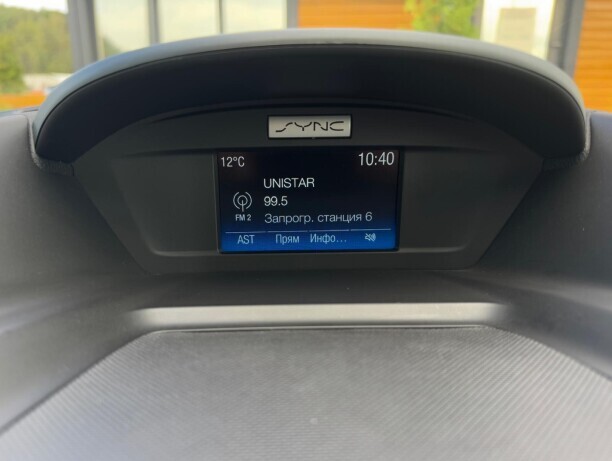 SYNC
12°C 10:40
UNISTAR
99.5
FM 2 Запрогр. станция 6
AST Прям Инфо...